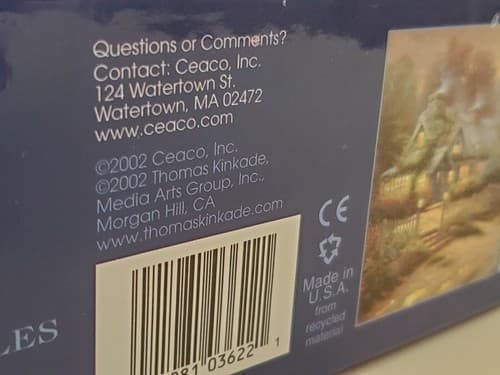 Questions or Comments?
Contact: Ceaco, Inc.
124 Watertown St.
Watertown, MA 02472
www.ceaco.com
©2002 Ceaco, Inc.
©2002 Thomas Kinkade,
Media Arts Group, Inc.,
Morgan Hill, CA
www.thomaskinkade.com
CE
Made in
U.S.A.
from
recycled
material
03622
1